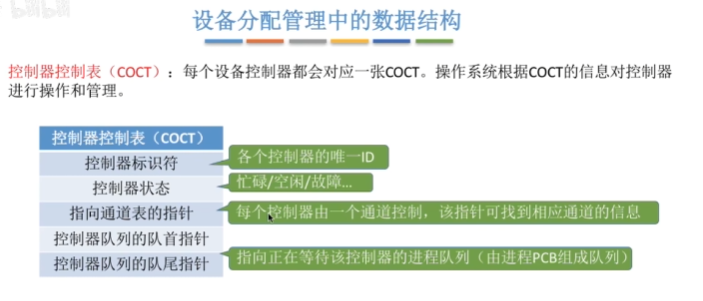 bilibili
设备分配管理中的数据结构
控制器控制表（COCT）：每个设备控制器都会对应一张COCT。操作系统根据COCT的信息对控制器
进行操作和管理。
控制器控制表（COCT）
控制器标识符
各个控制器的唯一ID
控制器状态
忙碌/空闲/故障...
指向通道表的指针
每个控制器由一个通道控制，该指针可找到相应通道的信息
控制器队列的队首指针
控制器队列的队尾指针
指向正在等待该控制器的进程队列（由进程PCB组成队列）